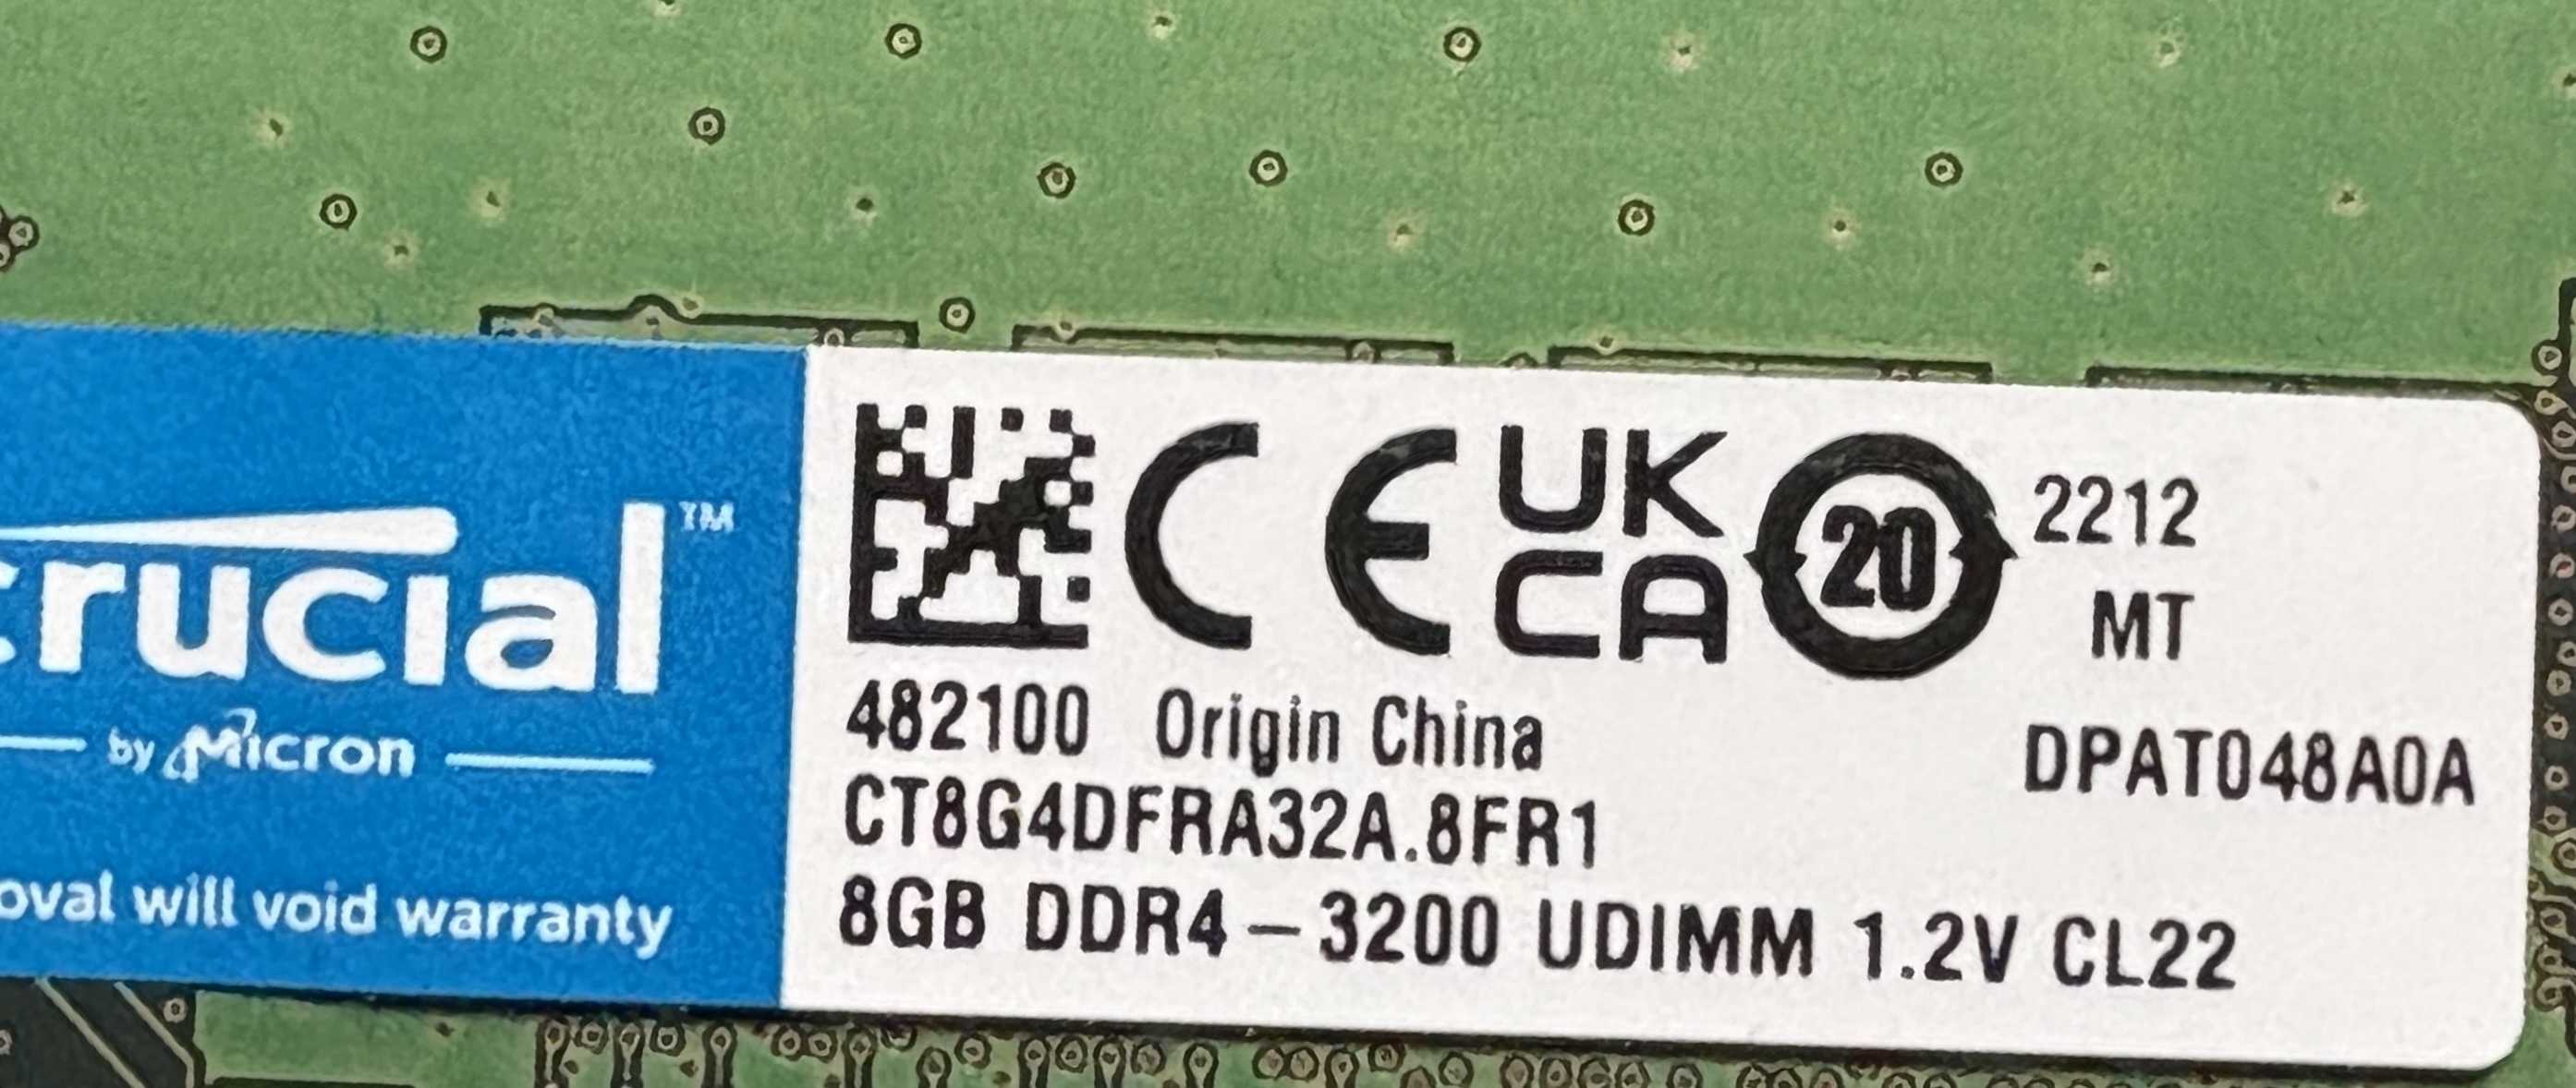 crucial™
by Micron
oval will void warranty
CE UK CA 20 2212
MT
482100 Origin China
DPAT048A0A
CT8G4DFRA32A.8FR1
8GB DDR4-3200 UDIMM 1.2V CL22